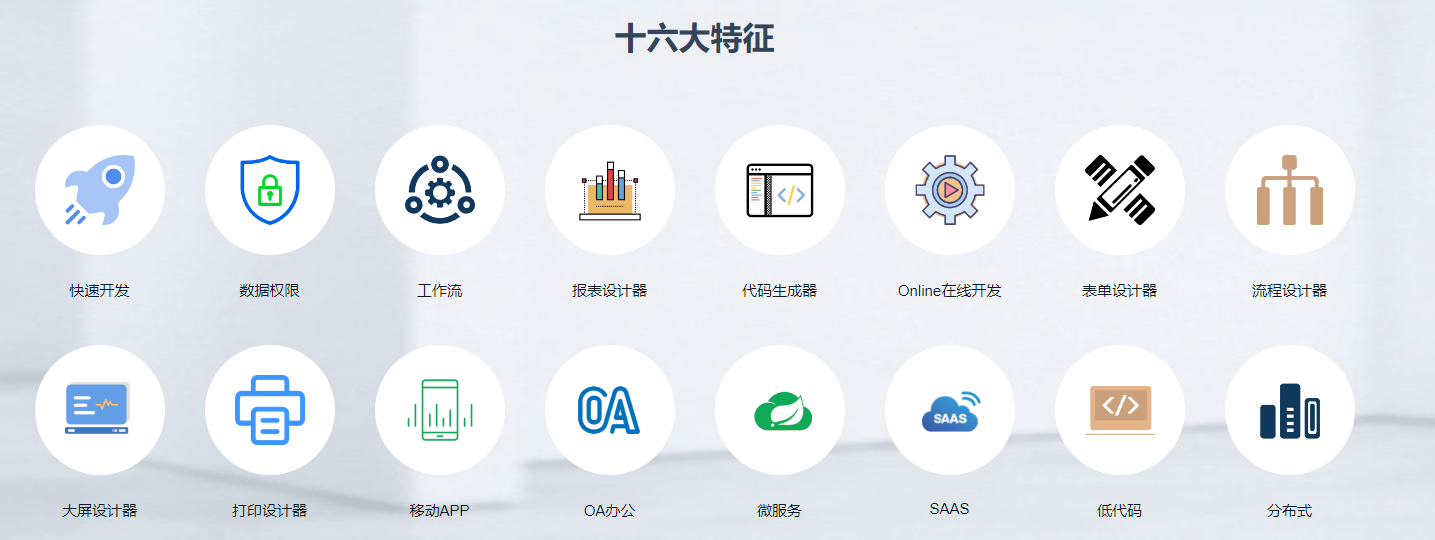 十六大特征
快速开发
数据权限
工作流
报表设计器
代码生成器
Online在线开发
表单设计器
流程设计器
OA
SAAS
大屏设计器
打印设计器
移动APP
OA办公
微服务
SAAS
低代码
分布式